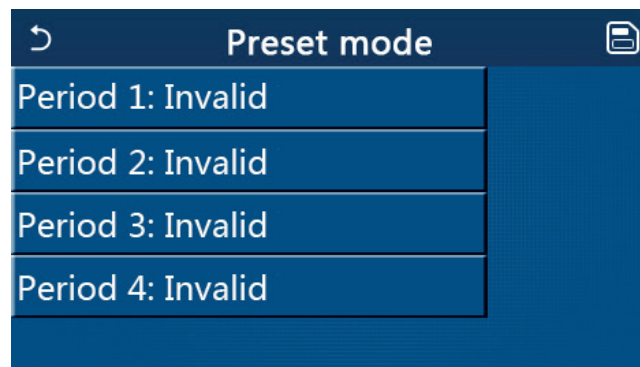 Preset mode
Period 1: Invalid
Period 2: Invalid
Period 3: Invalid
Period 4: Invalid